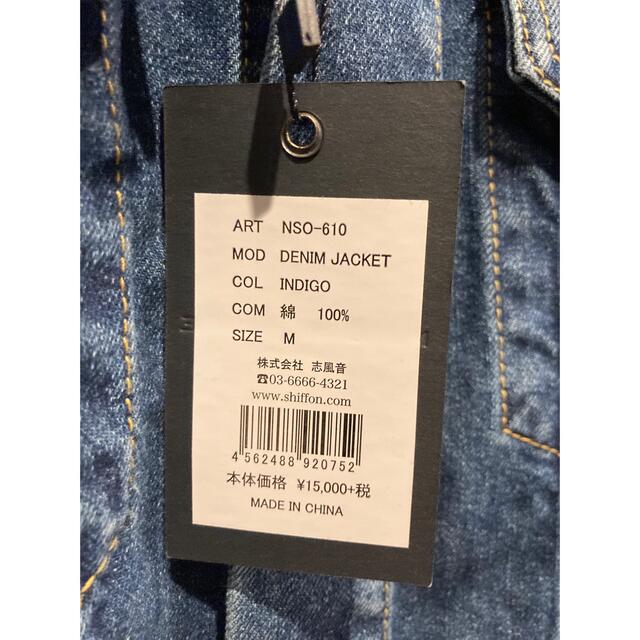 ART NSO-610
MOD DENIM JACKET
COL INDIGO
COM 綿 100%
SIZE M
株式会社 志風音
☎03-6666-4321
www.shiffon.com
4 562488 920752
本体価格 ¥15,000+税
MADE IN CHINA